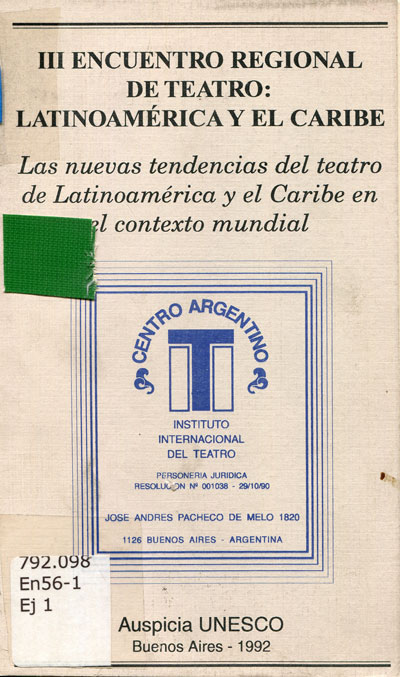 III ENCUENTRO REGIONAL
DE TEATRO:
LATINOAMÉRICA Y EL CARIBE
Las nuevas tendencias del teatro
de Latinoamérica y el Caribe en
el contexto mundial
CENTRO ARGENTINO
ITI
INSTITUTO
INTERNACIONAL
DEL TEATRO
PERSONERIA JURIDICA
RESOLUCION Nº 001038 - 29/10/90
JOSE ANDRES PACHECO DE MELO 1820
1126 BUENOS AIRES - ARGENTINA
792.098
En56-1
Ej 1
Auspicia UNESCO
Buenos Aires - 1992